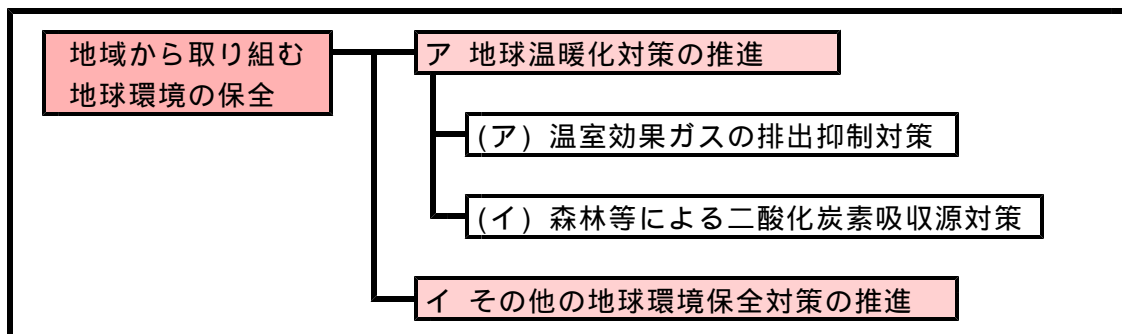 地域から取り組む
地球環境の保全
ア 地球温暖化対策の推進
(ア) 温室効果ガスの排出抑制対策
(イ) 森林等による二酸化炭素吸収源対策
イ その他の地球環境保全対策の推進